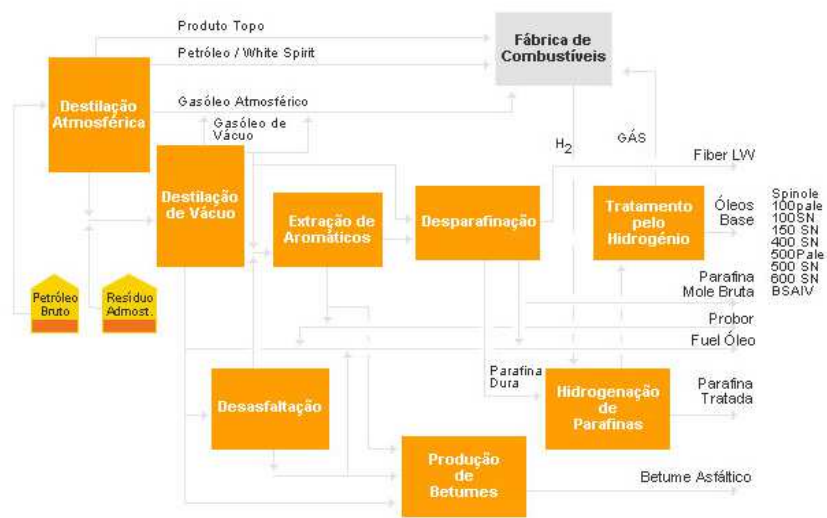 Produto Topo
Petróleo / White Spirit
Fábrica de
Combustíveis
Destilação
Atmosférica
Gasóleo Atmosférico
Gasóleo de
Vácuo
H2
GÁS
Fiber LW
Destilação
de Vácuo
Extração de
Aromáticos
Desparafinação
Tratamento
pelo
Hidrogénio
Óleos
Base
Spinole
100pale
100SN
150 SN
400 SN
500Pale
500 SN
600 SN
BSAIV
Petróleo
Bruto
Resíduo
Admost.
Parafina
Mole Bruta
Probor
Fuel Óleo
Parafina
Dura
Desasfaltação
Hidrogenação
de
Parafinas
Parafina
Tratada
Produção
de
Betumes
Betume Asfáltico